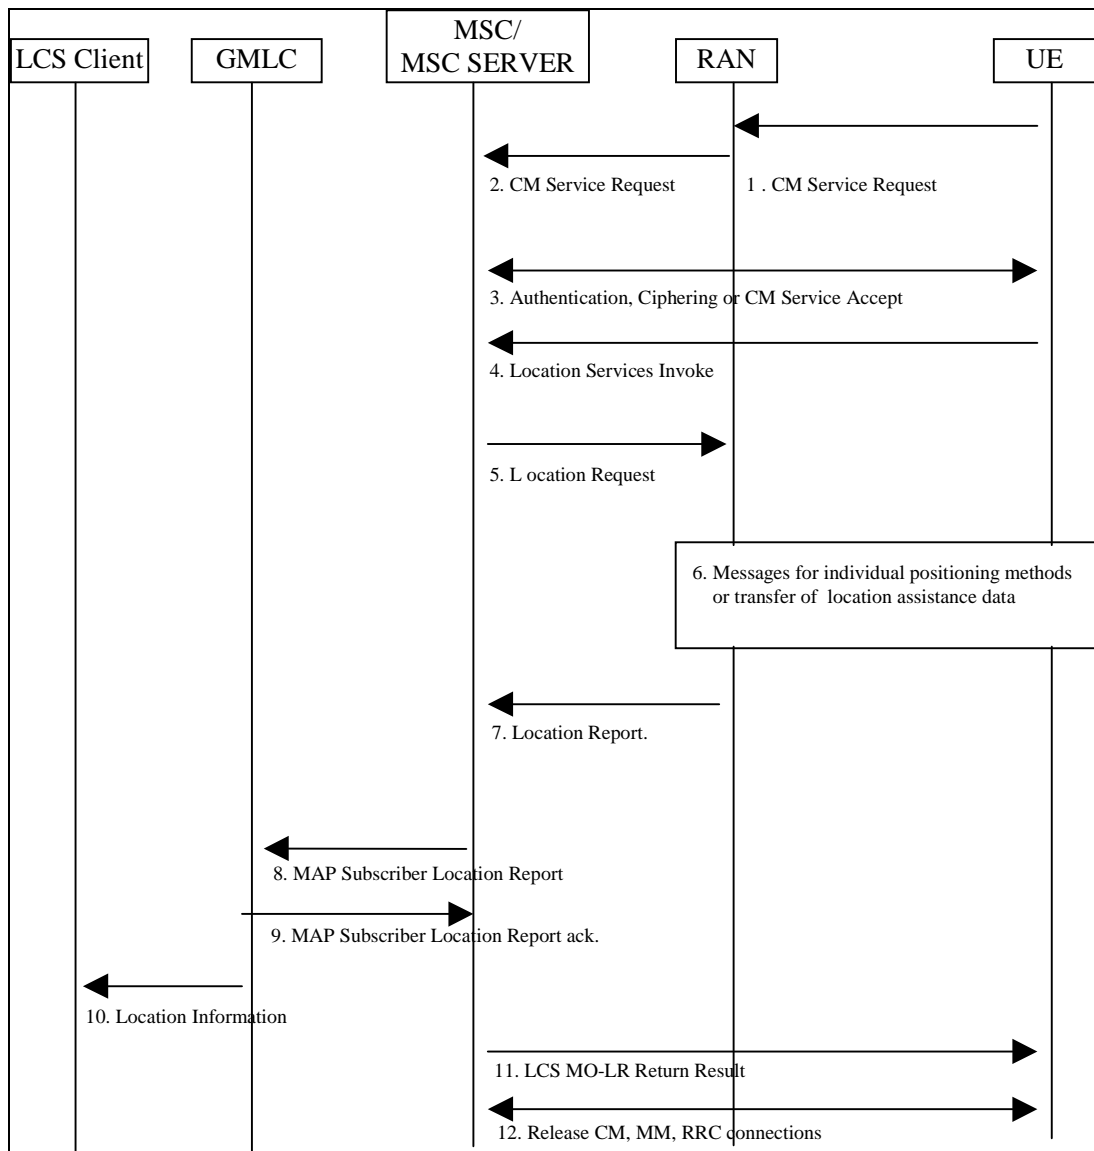 MSC/
LCS Client GMLC MSC SERVER RAN UE
2. CM Service Request 1 . CM Service Request
3. Authentication, Ciphering or CM Service Accept
4. Location Services Invoke
5. L ocation Request
6. Messages for individual positioning methods
or transfer of location assistance data
7. Location Report.
8. MAP Subscriber Location Report
9. MAP Subscriber Location Report ack.
10. Location Information
11. LCS MO-LR Return Result
12. Release CM, MM, RRC connections